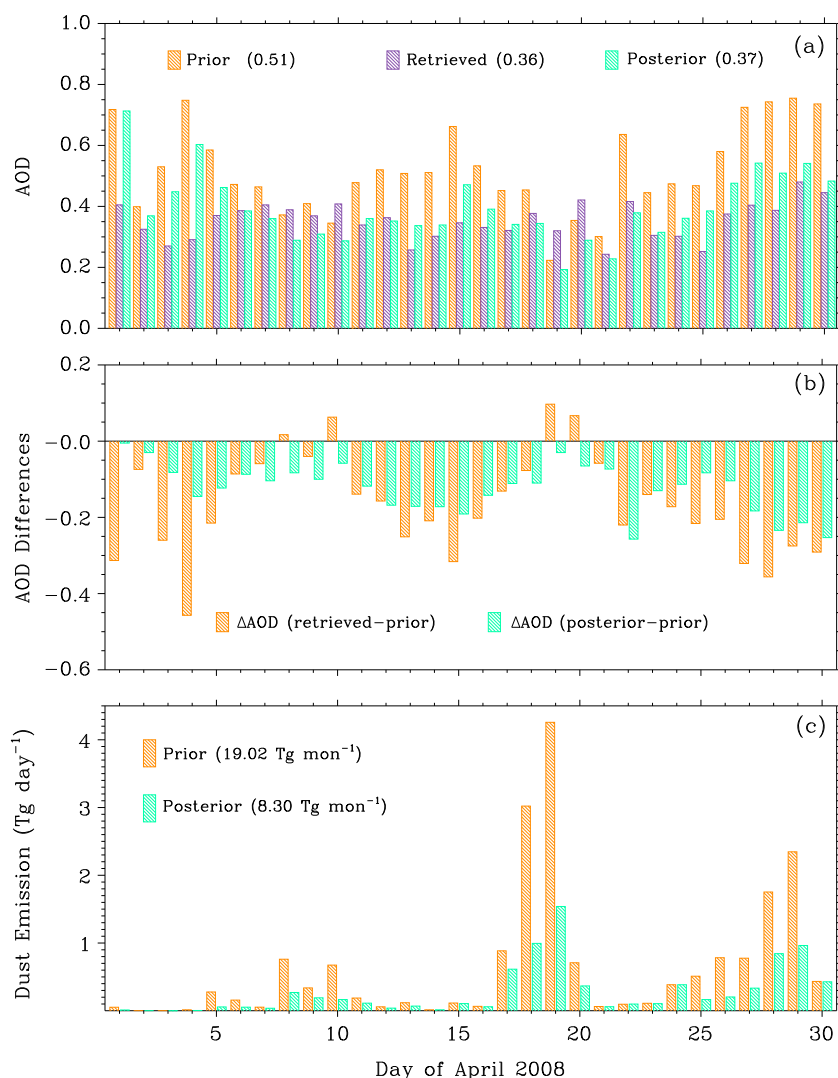 (a)
Prior (0.51) Retrieved (0.36) Posterior (0.37)
AOD
1.0
0.8
0.6
0.4
0.2
0.0
(b)
AOD Differences
0.2
−0.0
−0.2
−0.4
−0.6
ΔAOD (retrieved−prior) ΔAOD (posterior−prior)
(c)
Prior (19.02 Tg mon⁻¹)
Posterior (8.30 Tg mon⁻¹)
Dust Emission (Tg day⁻¹)
4
3
2
1
5 10 15 20 25 30
Day of April 2008